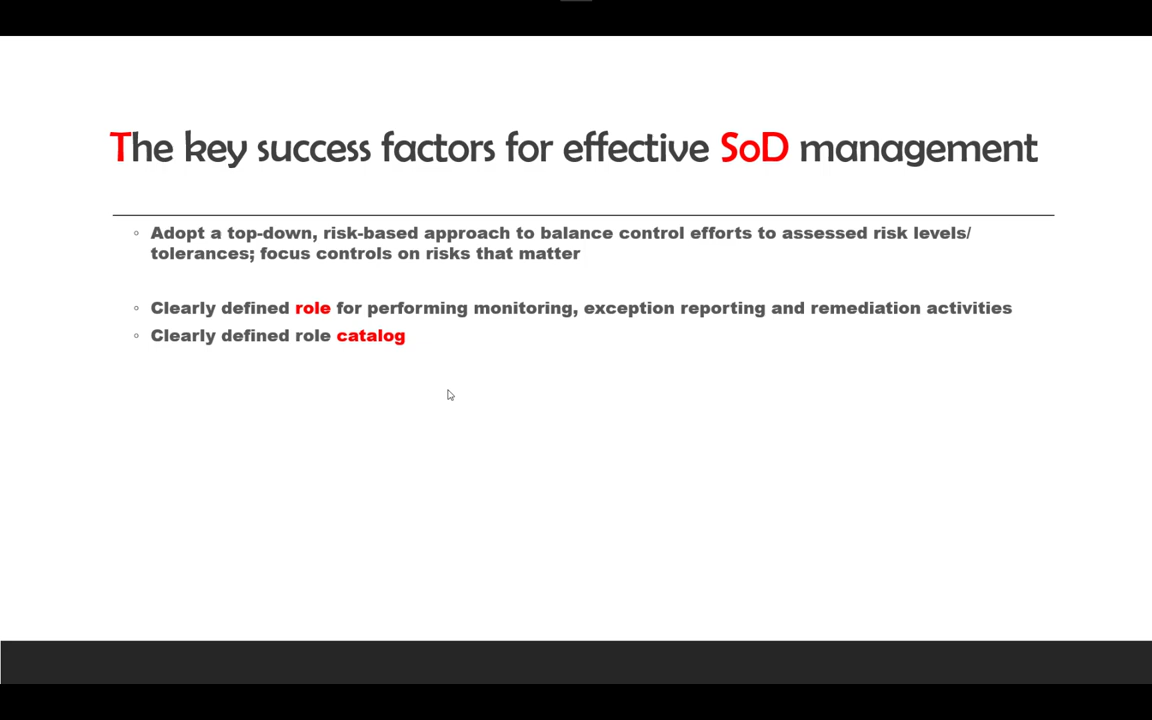 The key success factors for effective SoD management
Adopt a top-down, risk-based approach to balance control efforts to assessed risk levels/
tolerances; focus controls on risks that matter
Clearly defined role for performing monitoring, exception reporting and remediation activities
Clearly defined role catalog